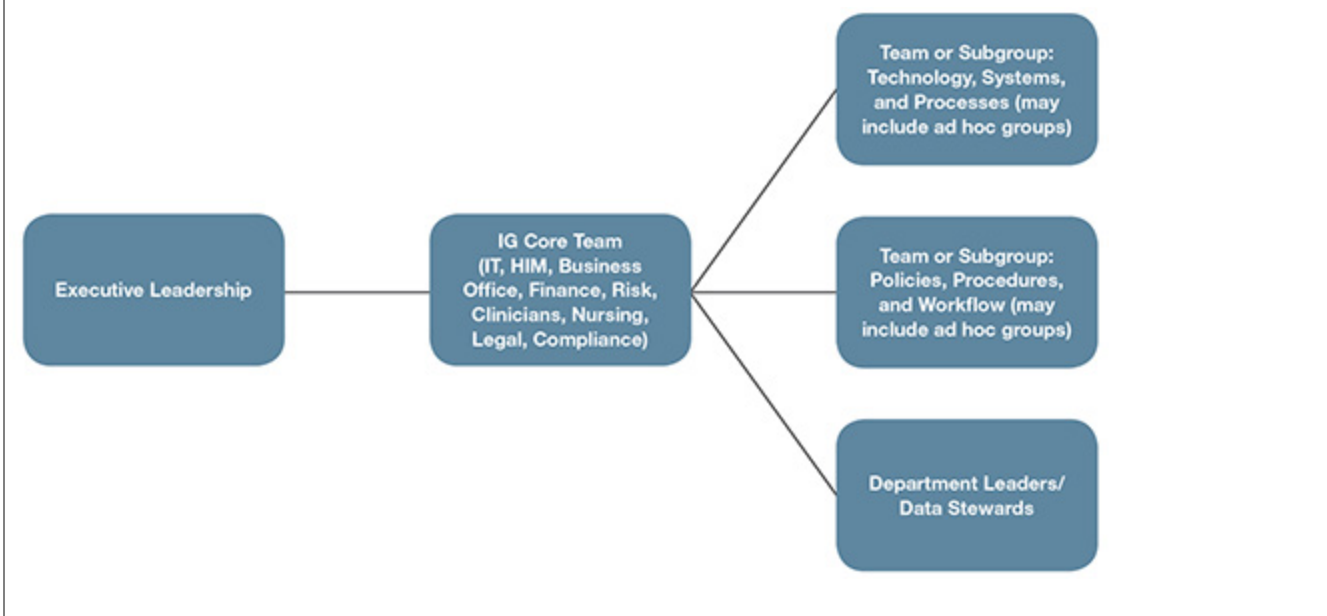 Executive Leadership
IG Core Team
(IT, HIM, Business
Office, Finance, Risk,
Clinicians, Nursing,
Legal, Compliance)
Team or Subgroup:
Technology, Systems,
and Processes (may
include ad hoc groups)
Team or Subgroup:
Policies, Procedures,
and Workflow (may
include ad hoc groups)
Department Leaders/
Data Stewards